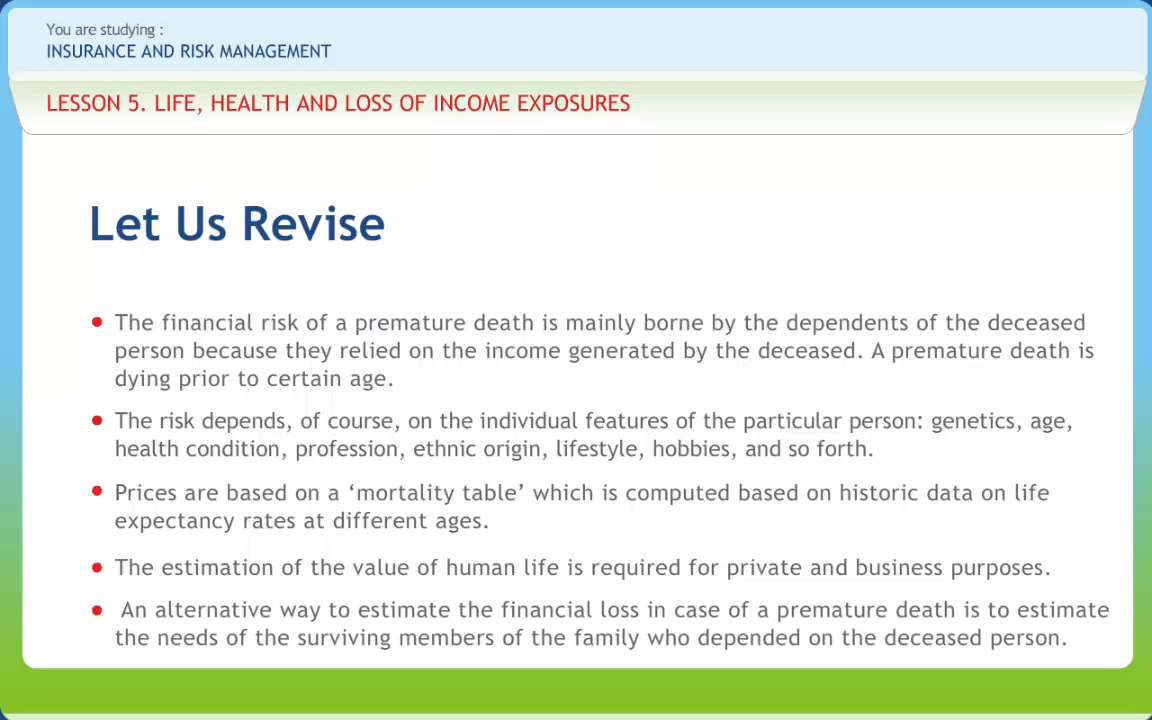 You are studying :
INSURANCE AND RISK MANAGEMENT
LESSON 5. LIFE, HEALTH AND LOSS OF INCOME EXPOSURES
Let Us Revise
• The financial risk of a premature death is mainly borne by the dependents of the deceased
person because they relied on the income generated by the deceased. A premature death is
dying prior to certain age.
• The risk depends, of course, on the individual features of the particular person: genetics, age,
health condition, profession, ethnic origin, lifestyle, hobbies, and so forth.
• Prices are based on a ‘mortality table’ which is computed based on historic data on life
expectancy rates at different ages.
• The estimation of the value of human life is required for private and business purposes.
• An alternative way to estimate the financial loss in case of a premature death is to estimate
the needs of the surviving members of the family who depended on the deceased person.